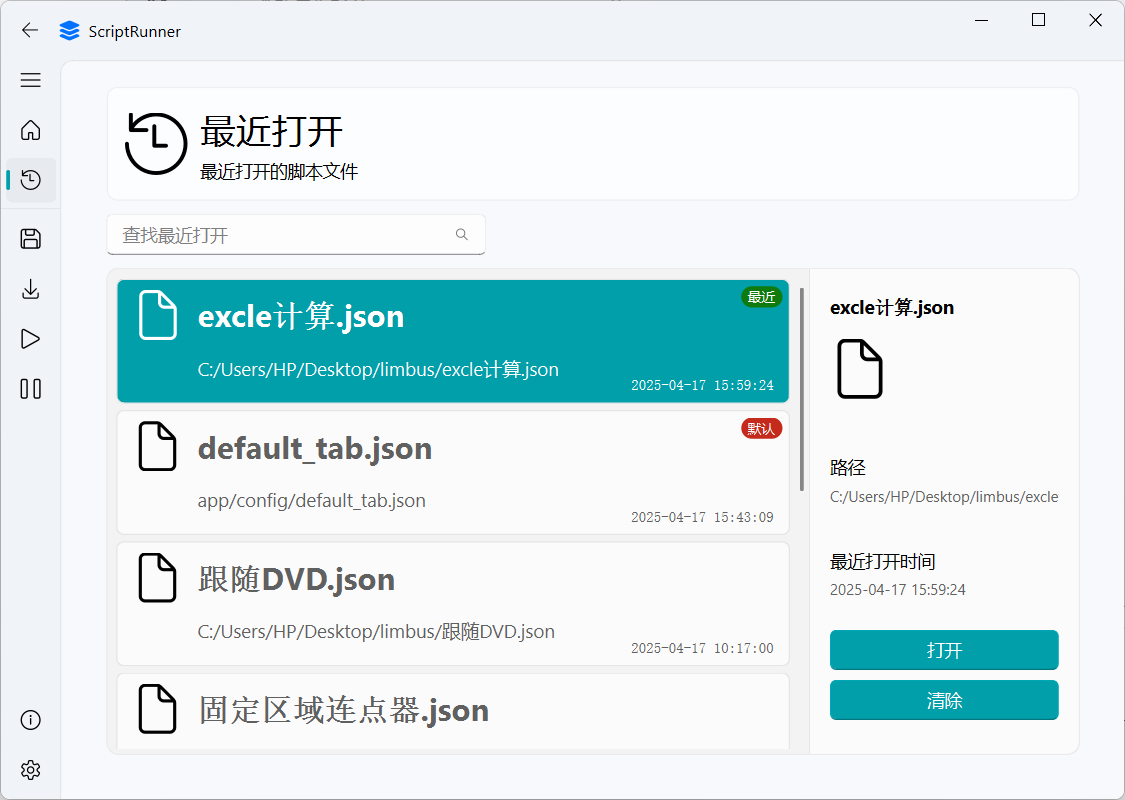 ScriptRunner
最近打开
最近打开的脚本文件
查找最近打开
最近
excle计算.json
C:/Users/HP/Desktop/limbus/excle计算.json
2025-04-17 15:59:24
默认
default_tab.json
app/config/default_tab.json
2025-04-17 15:43:09
跟随DVD.json
C:/Users/HP/Desktop/limbus/跟随DVD.json
2025-04-17 10:17:00
固定区域连点器.json
excle计算.json
路径
C:/Users/HP/Desktop/limbus/excle
最近打开时间
2025-04-17 15:59:24
打开
清除